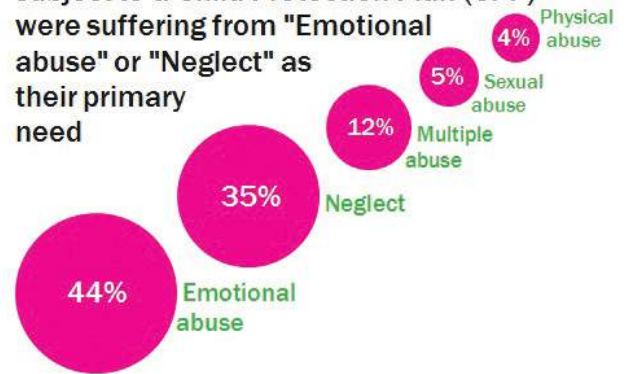 were suffering from "Emotional
abuse" or "Neglect" as
their primary
need
4%
Physical
abuse
5%
Sexual
abuse
12%
Multiple
abuse
35%
Neglect
44%
Emotional
abuse